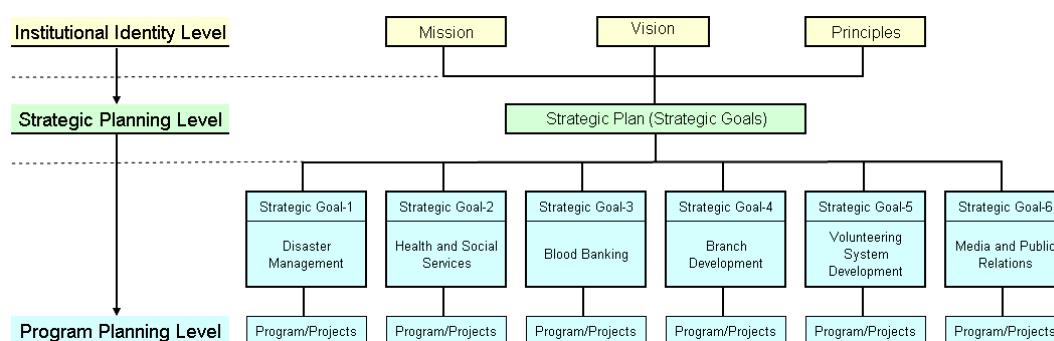 Institutional Identity Level
Mission
Vision
Principles
Strategic Planning Level
Strategic Plan (Strategic Goals)
Strategic Goal-1
Strategic Goal-2
Strategic Goal-3
Strategic Goal-4
Strategic Goal-5
Strategic Goal-6
Disaster
Management
Health and Social
Services
Blood Banking
Branch
Development
Volunteering
System
Development
Media and Public
Relations
Program Planning Level
Program/Projects
Program/Projects
Program/Projects
Program/Projects
Program/Projects
Program/Projects